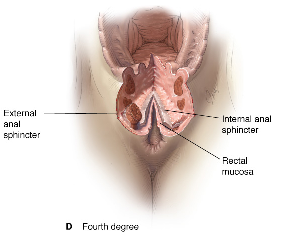 External
anal
sphincter
Internal anal
sphincter
Rectal
mucosa
D Fourth degree